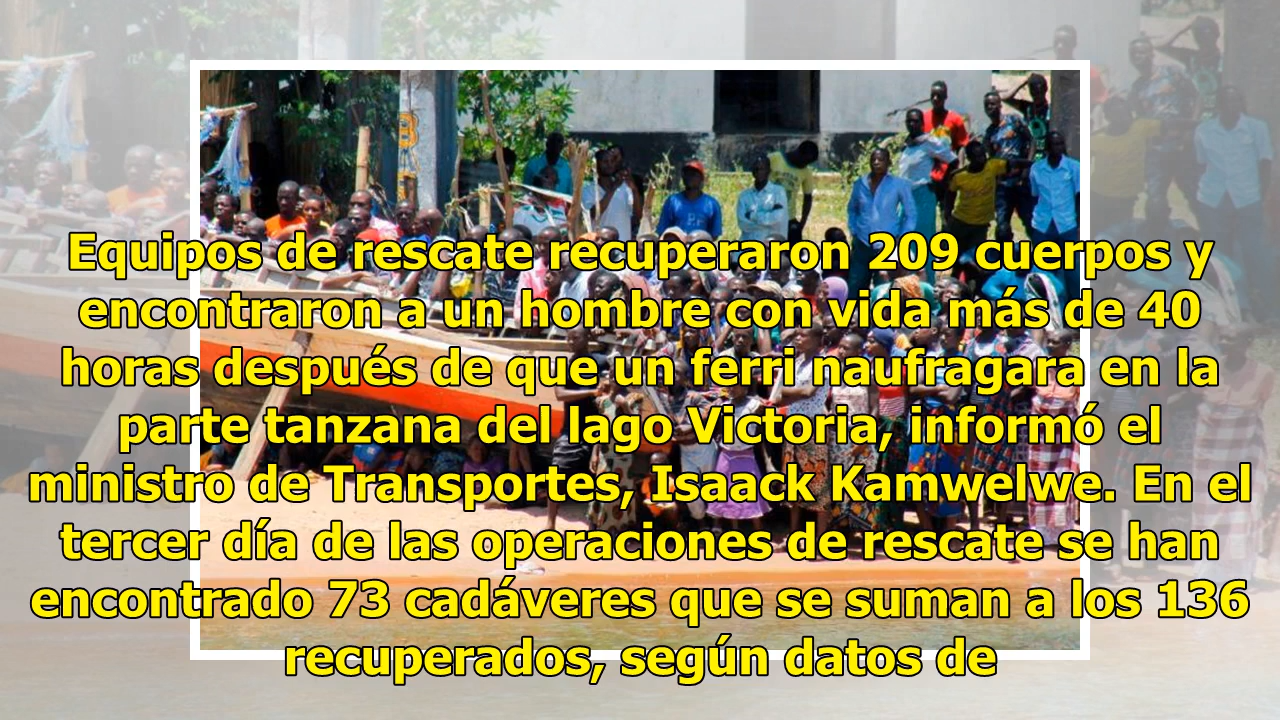 Equipos de rescate recuperaron 209 cuerpos y
encontraron a un hombre con vida más de 40
horas después de que un ferri naufragara en la
parte tanzana del lago Victoria, informó el
ministro de Transportes, Isaack Kamwelwe. En el
tercer día de las operaciones de rescate se han
encontrado 73 cadáveres que se suman a los 136
recuperados, según datos de